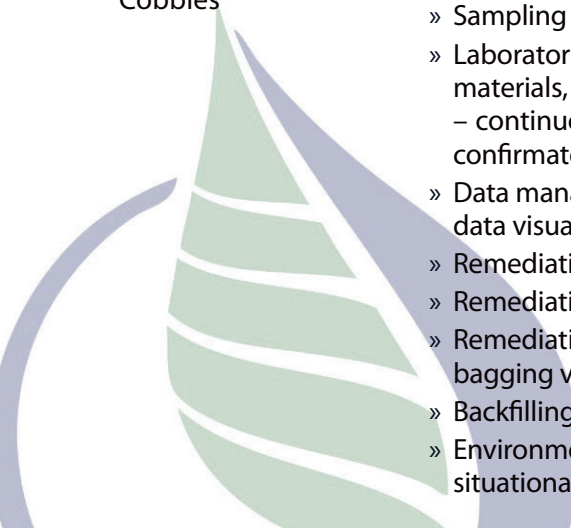 Cobbles
» Sampling
» Laborator
materials,
– continue
confirmato
» Data mana
data visua
» Remediati
» Remediati
» Remediati
bagging v
» Backfilling
» Environme
situationa